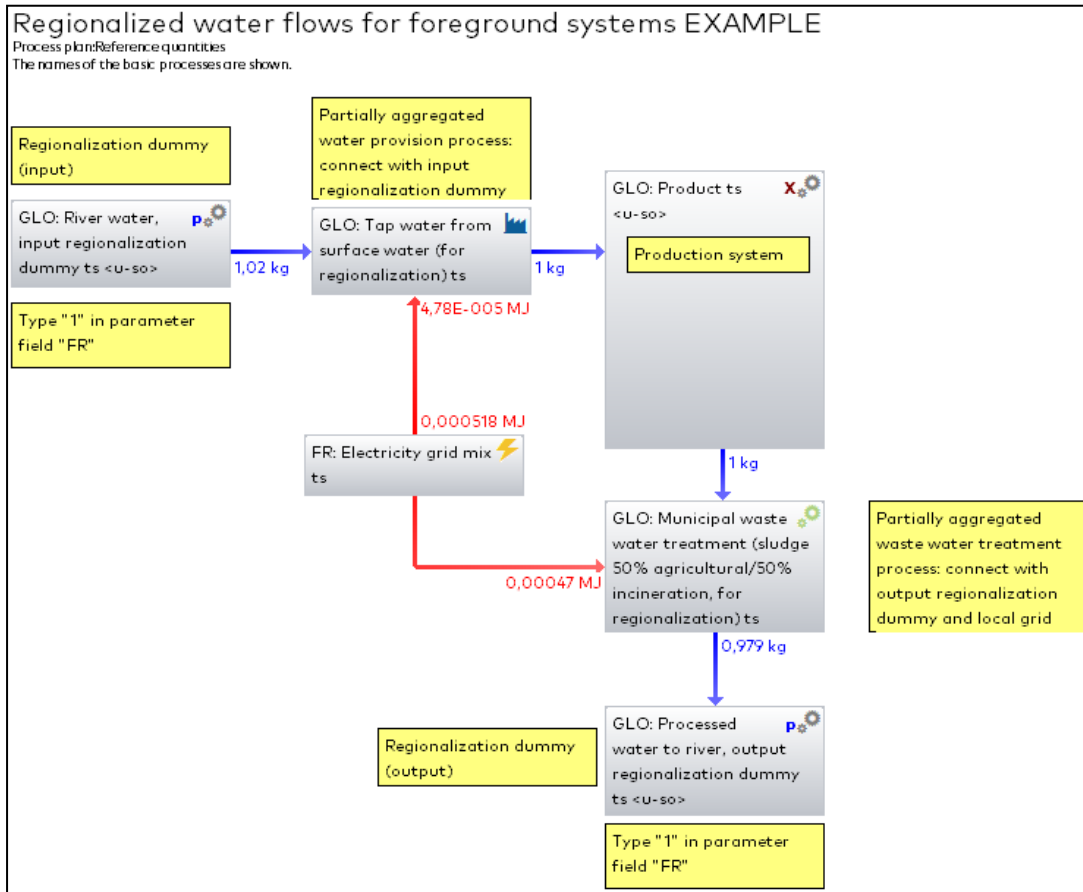 Regionalized water flows for foreground systems EXAMPLE
Process plan:Reference quantities
The names of the basic processes are shown.
Regionalization dummy
(input)
Partially aggregated
water provision process:
connect with input
regionalization dummy
GLO: River water,
input regionalization
dummy ts <u-so>
p
1,02 kg
GLO: Tap water from
surface water (for
regionalization) ts
1 kg
GLO: Product ts
<u-so>
X
Production system
Type "1" in parameter
field "FR"
4,78E-005 MJ
0,000518 MJ
FR: Electricity grid mix
ts
0,00047 MJ
1 kg
GLO: Municipal waste
water treatment (sludge
50% agricultural/50%
incineration, for
regionalization) ts
Partially aggregated
waste water treatment
process: connect with
output regionalization
dummy and local grid
0,979 kg
Regionalization dummy
(output)
GLO: Processed
water to river, output
regionalization dummy
ts <u-so>
p
Type "1" in parameter
field "FR"